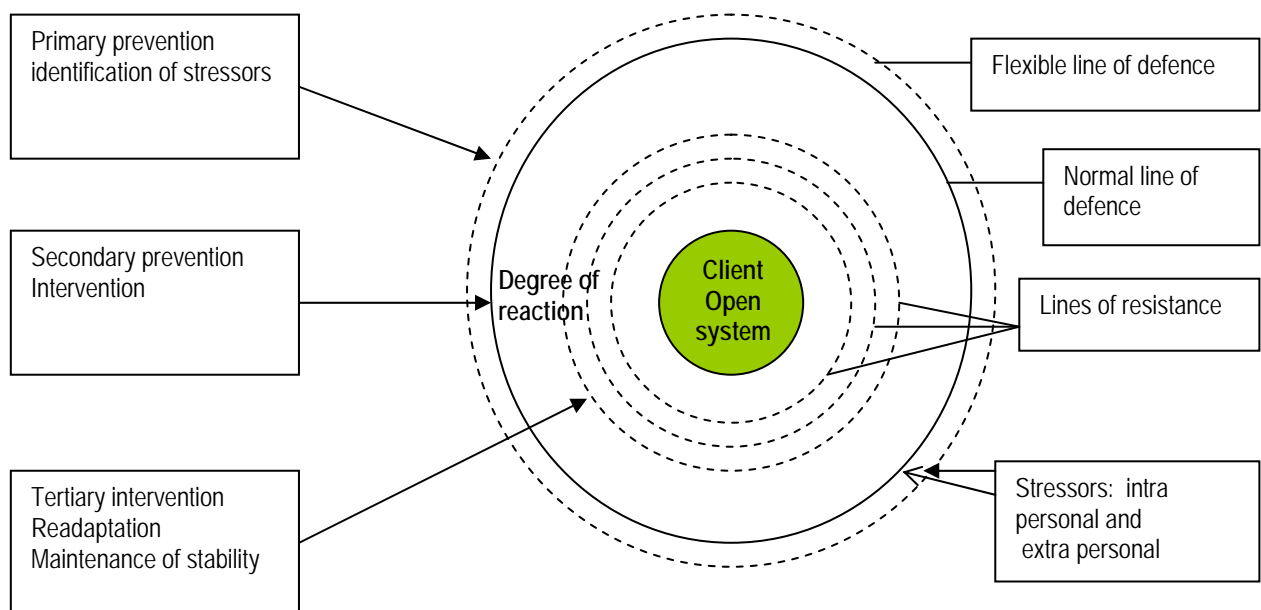 Primary prevention
identification of stressors
Flexible line of defence
Normal line of
defence
Secondary prevention
Intervention
Degree of
reaction
Client
Open
system
Lines of resistance
Tertiary intervention
Readaptation
Maintenance of stability
Stressors: intra
personal and
extra personal